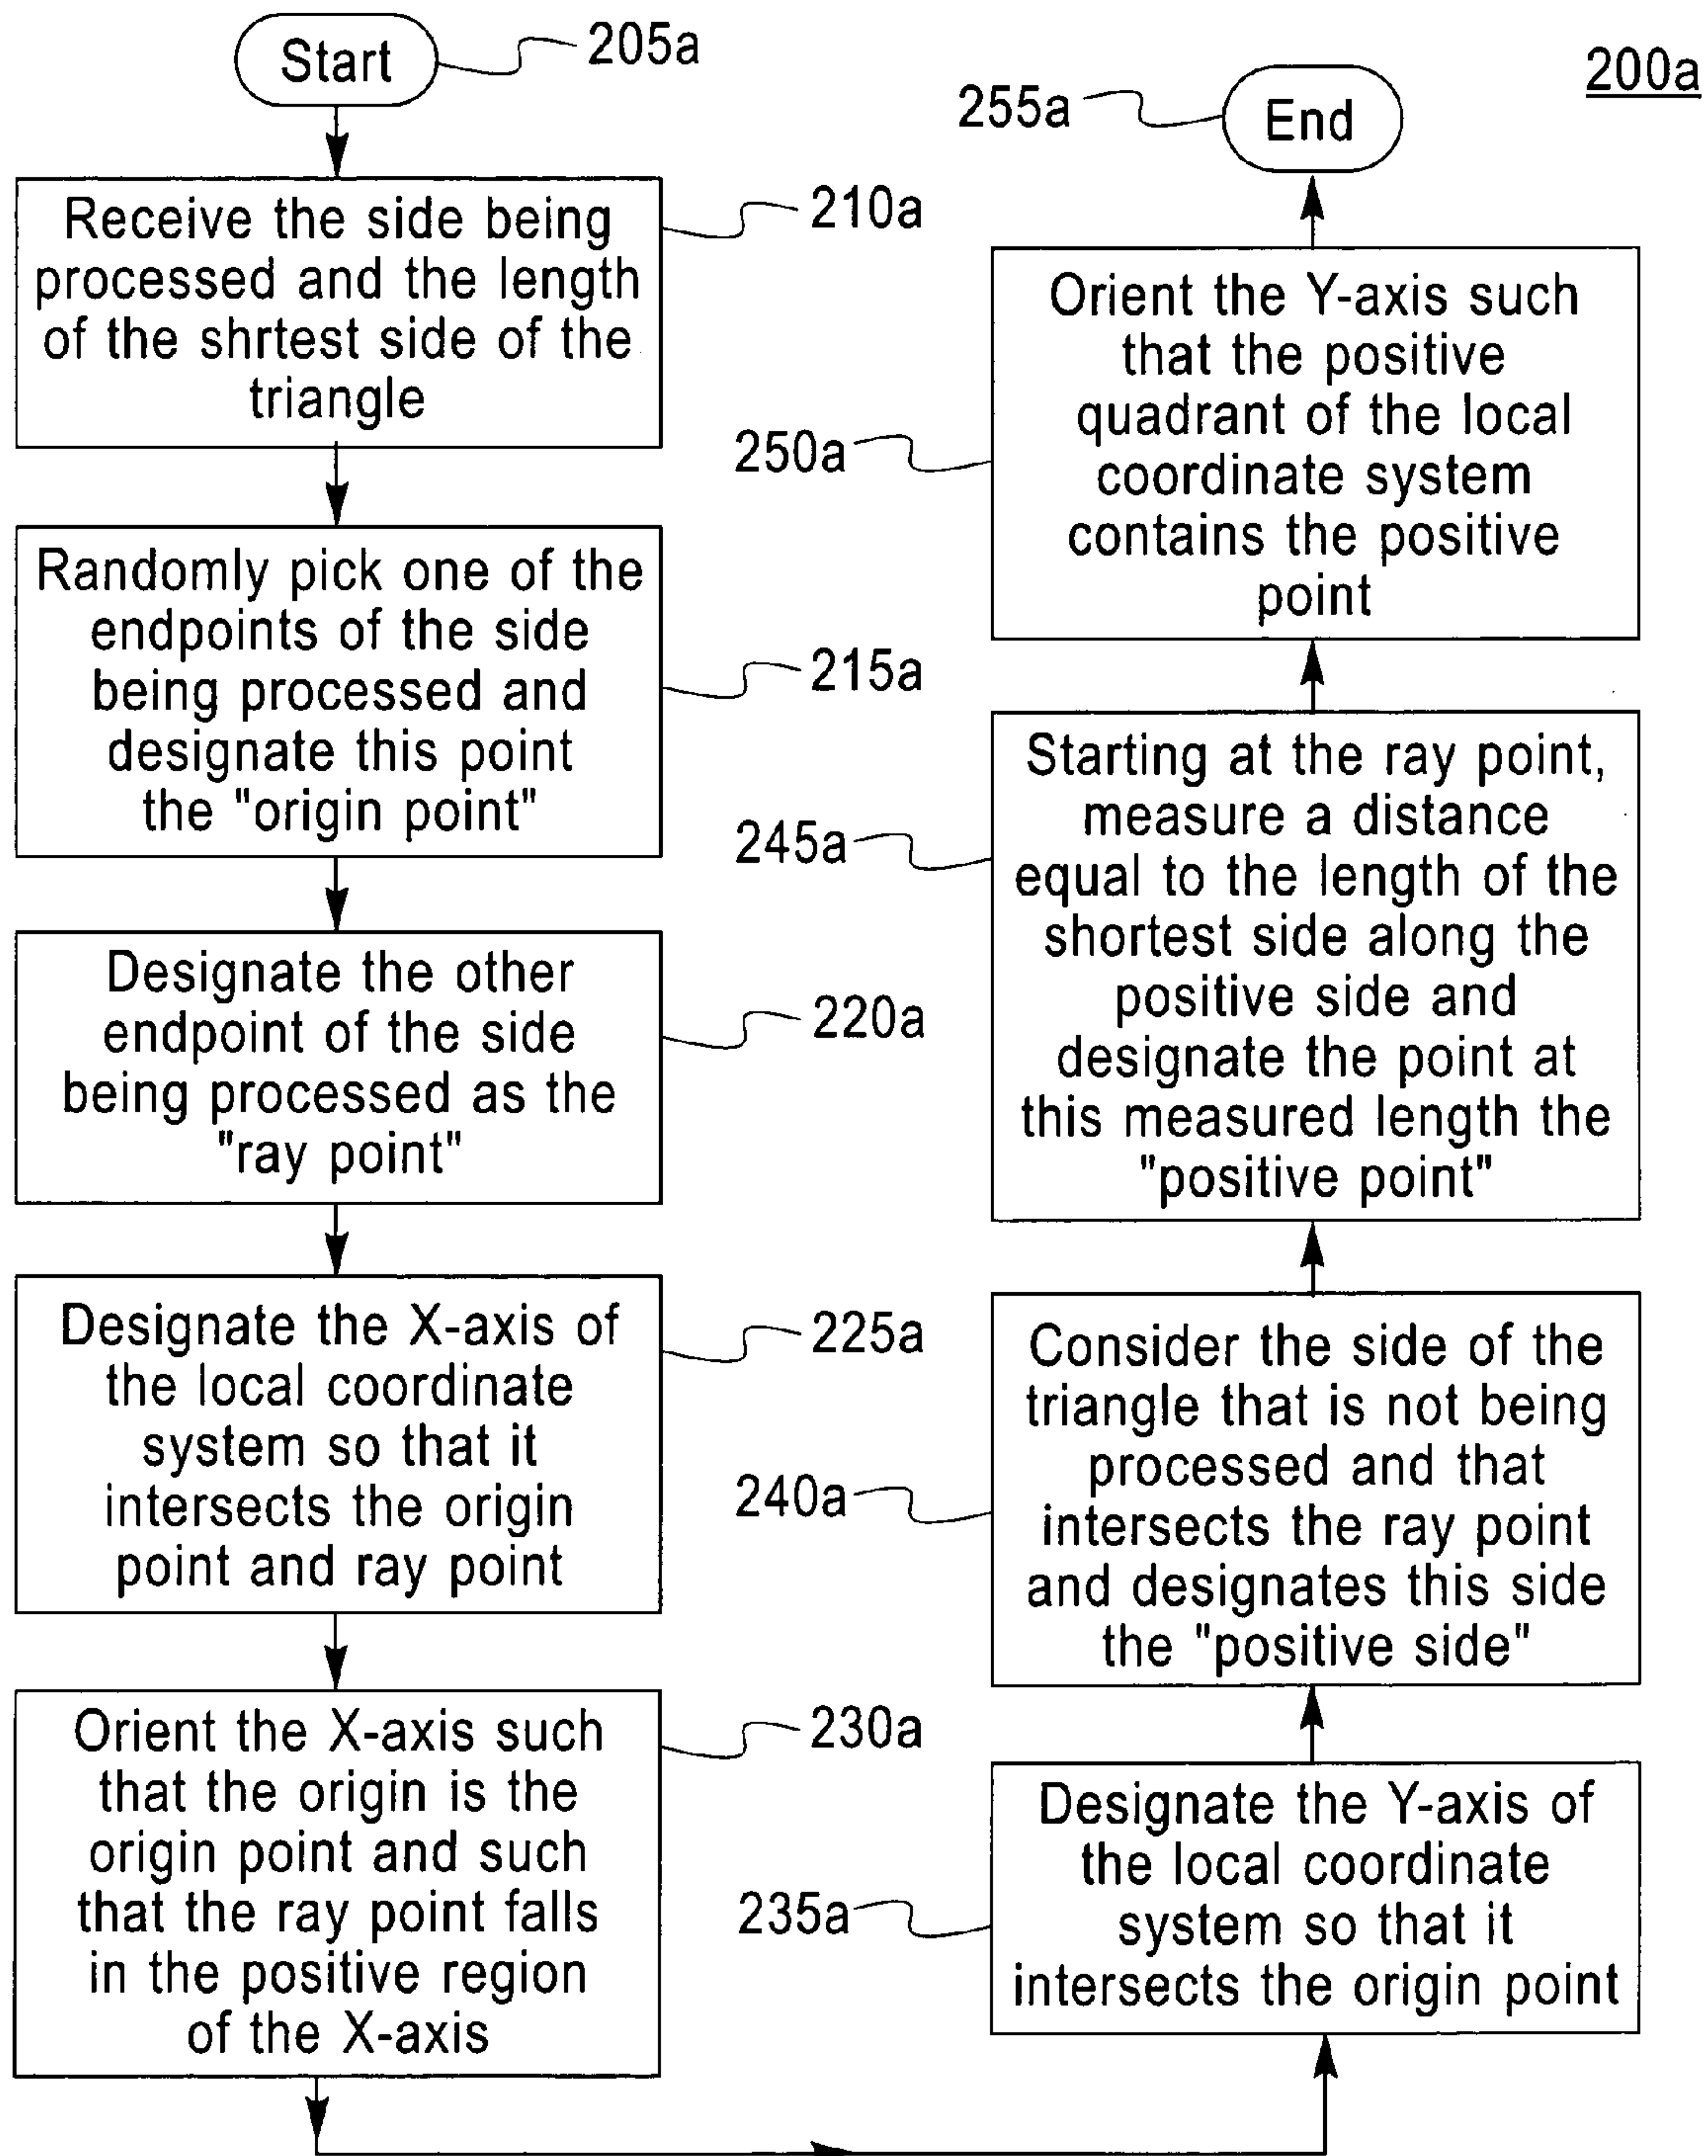 200a
Start
205a
Receive the side being
processed and the length
of the shrtest side of the
triangle
210a
Randomly pick one of the
endpoints of the side
being processed and
designate this point
the "origin point"
215a
Designate the other
endpoint of the side
being processed as the
"ray point"
220a
Designate the X-axis of
the local coordinate
system so that it
intersects the origin
point and ray point
225a
Orient the X-axis such
that the origin is the
origin point and such
that the ray point falls
in the positive region
of the X-axis
230a
Designate the Y-axis of
the local coordinate
system so that it
intersects the origin point
235a
Consider the side of the
triangle that is not being
processed and that
intersects the ray point
and designates this side
the "positive side"
240a
Starting at the ray point,
measure a distance
equal to the length of the
shortest side along the
positive side and
designate the point at
this measured length the
"positive point"
245a
Orient the Y-axis such
that the positive
quadrant of the local
coordinate system
contains the positive
point
250a
End
255a